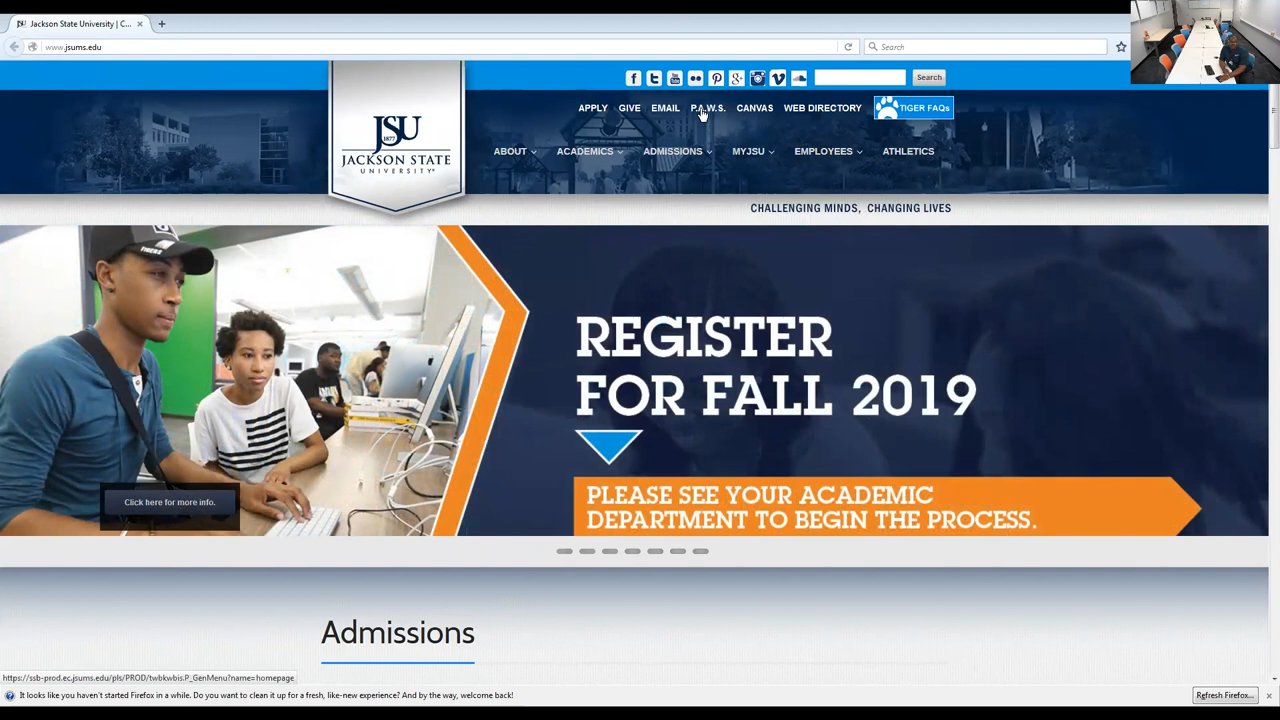 Jackson State University | C...
www.jsums.edu
Search
Search
APPLY GIVE EMAIL P.A.W.S. CANVAS WEB DIRECTORY TIGER FAQs
JSU
1877
JACKSON STATE
UNIVERSITY
ABOUT ACADEMICS ADMISSIONS MYJSU EMPLOYEES ATHLETICS
CHALLENGING MINDS, CHANGING LIVES
TIGERS
REGISTER
FOR FALL 2019
PLEASE SEE YOUR ACADEMIC
DEPARTMENT TO BEGIN THE PROCESS.
Click here for more info.
Admissions
https://ssb-prod.ec.jsums.edu/pls/PROD/twbkwbis.P_GenMenu?name=homepage
It looks like you haven't started Firefox in a while. Do you want to clean it up for a fresh, like-new experience? And by the way, welcome back!
Refresh Firefox...